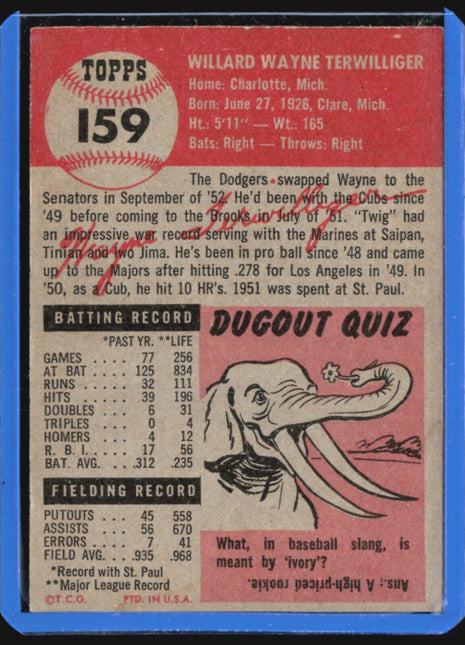 TOPPS
159
WILLARD WAYNE TERWILLIGER
Home: Charlotte, Mich.
Born: June 27, 1926, Clare, Mich.
Ht.: 5'11" — Wt.: 165
Bats: Right — Throws: Right
The Dodgers swapped Wayne to the
Senators in September of '52. He'd been with the Cubs since
'49 before coming to the Brooks in July of '51. "Twig" had
an impressive war record serving with the Marines at Saipan,
Tinian and Iwo Jima. He's been in pro ball since '48 and came
up to the Majors after hitting .278 for Los Angeles in '49. In
'50, as a Cub, he hit 10 HR's. 1951 was spent at St. Paul.
Wayne Terwilliger
BATTING RECORD
*PAST YR. **LIFE
GAMES . . . 77 256
AT BAT . . . 125 834
RUNS . . . 32 111
HITS . . . 39 196
DOUBLES . . 6 31
TRIPLES . . 0 4
HOMERS . . 4 12
R. B. I. . . . 17 56
BAT. AVG. . . .312 .235
FIELDING RECORD
PUTOUTS . . . 45 558
ASSISTS . . . 56 670
ERRORS . . . 7 41
FIELD AVG. . . .935 .968
*Record with St. Paul
**Major League Record
©T.C.G. PTD. IN U.S.A.
DUGOUT QUIZ
What, in baseball slang, is
meant by 'ivory'?
Ans.: A high-priced rookie.